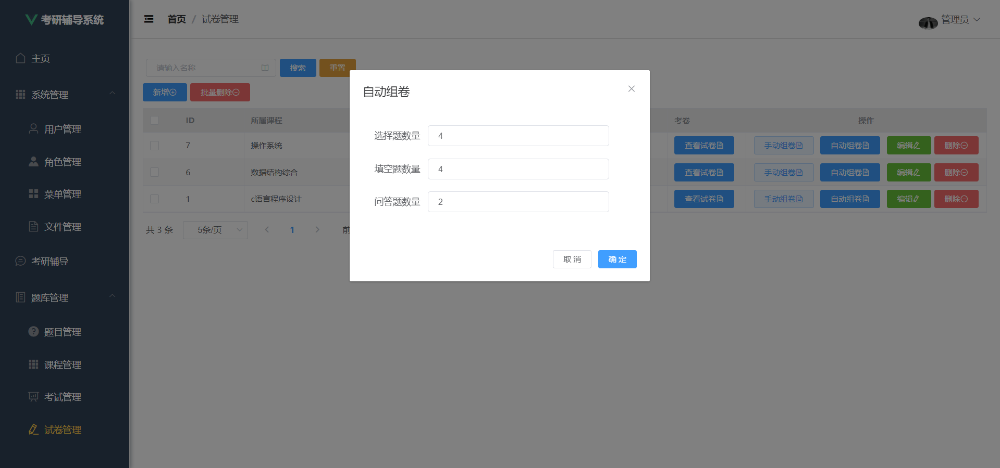 考研辅导系统
主页
系统管理
用户管理
角色管理
菜单管理
文件管理
考研辅导
题库管理
题目管理
课程管理
考试管理
试卷管理
首页 / 试卷管理
管理员
请输入名称 搜索 重置
新增 批量删除
ID 所属课程 考卷 操作
7 操作系统 查看试卷 手动组卷 自动组卷 编辑 删除
6 数据结构综合 查看试卷 手动组卷 自动组卷 编辑 删除
1 c语言程序设计 查看试卷 手动组卷 自动组卷 编辑 删除
共 3 条 5条/页 1 前
自动组卷
选择题数量 4
填空题数量 4
问答题数量 2
取 消 确 定